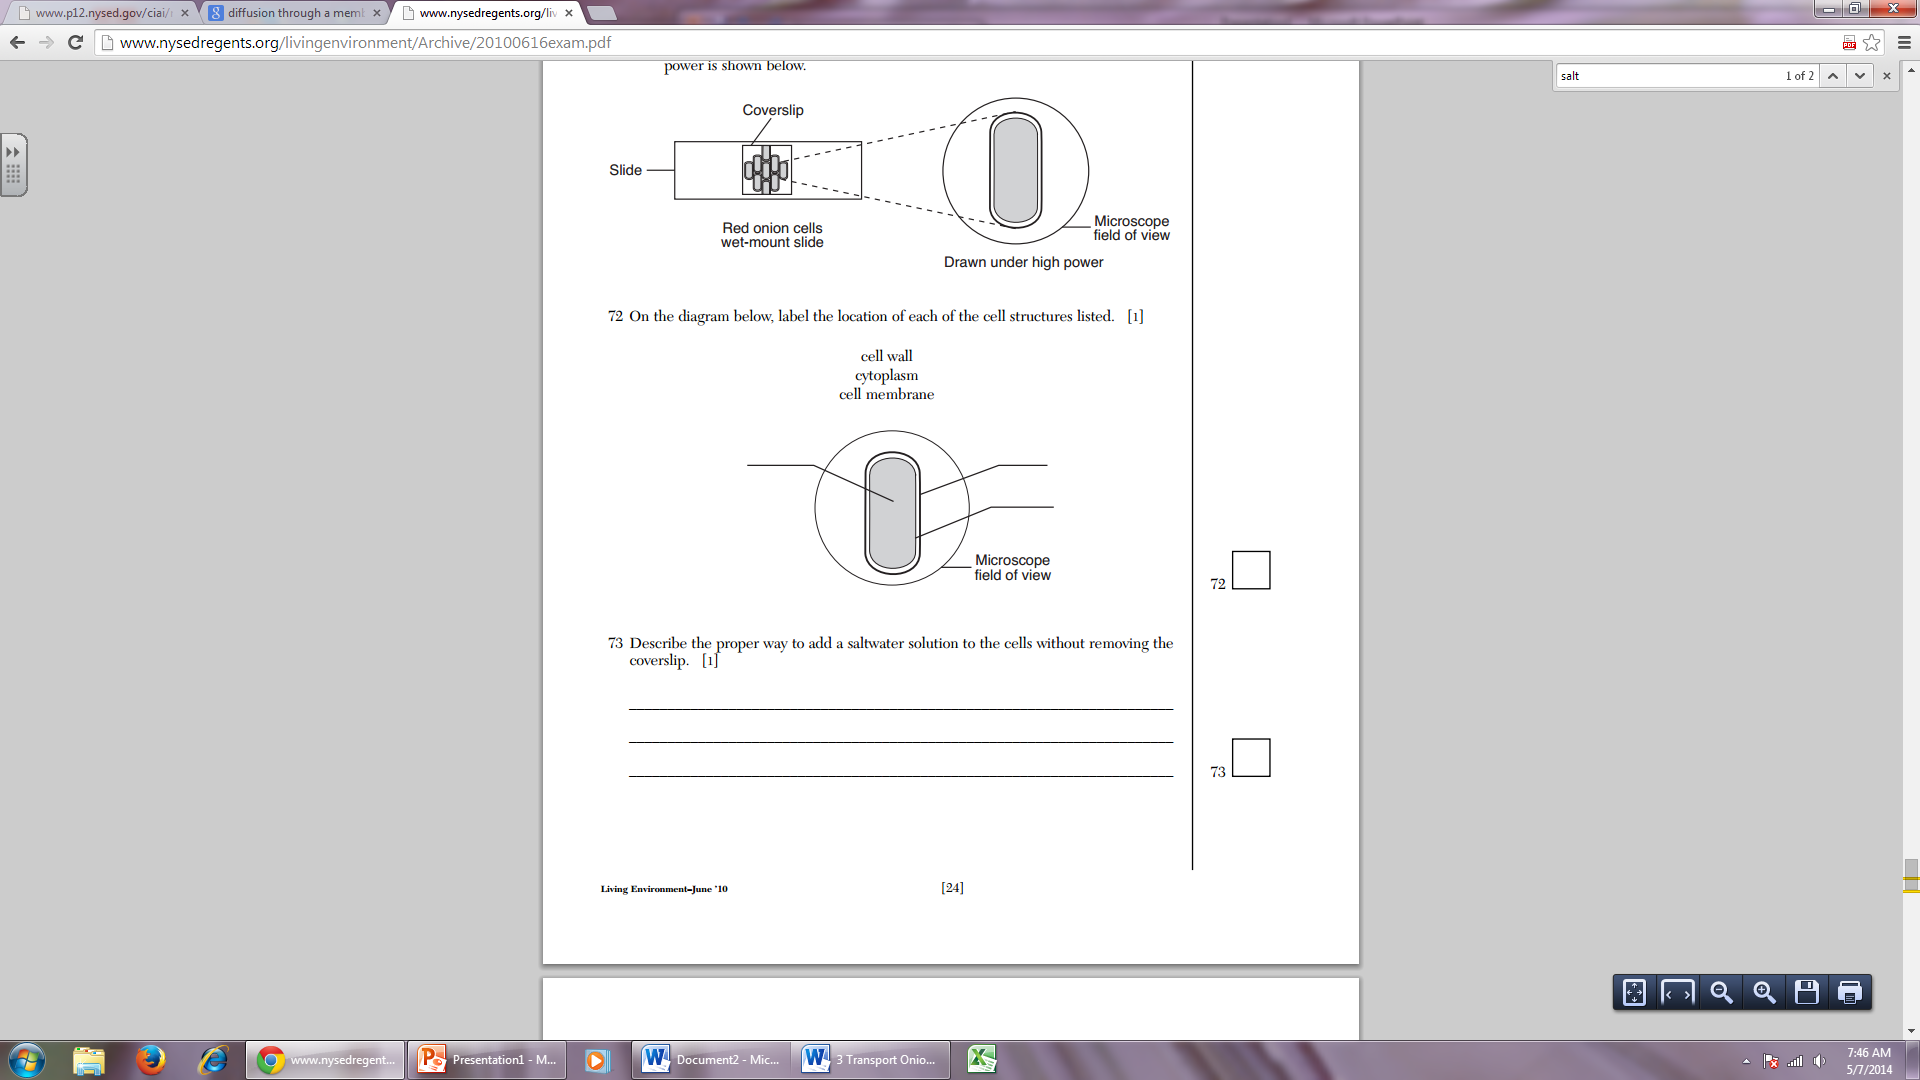 www.p12.nysed.gov/ciai/
diffusion through a mem
www.nysedregents.org/liv
www.nysedregents.org/livingenvironment/Archive/20100616exam.pdf
salt
1 of 2
power is shown below.
Coverslip
Slide
Red onion cells
wet-mount slide
Microscope
field of view
Drawn under high power
72 On the diagram below, label the location of each of the cell structures listed. [1]
cell wall
cytoplasm
cell membrane
Microscope
field of view
72
73 Describe the proper way to add a saltwater solution to the cells without removing the
coverslip. [1]
73
Living Environment–June '10
[24]
www.nysedregent...
Presentation1 - M...
Document2 - Mic...
3 Transport Onio...
7:46 AM
5/7/2014